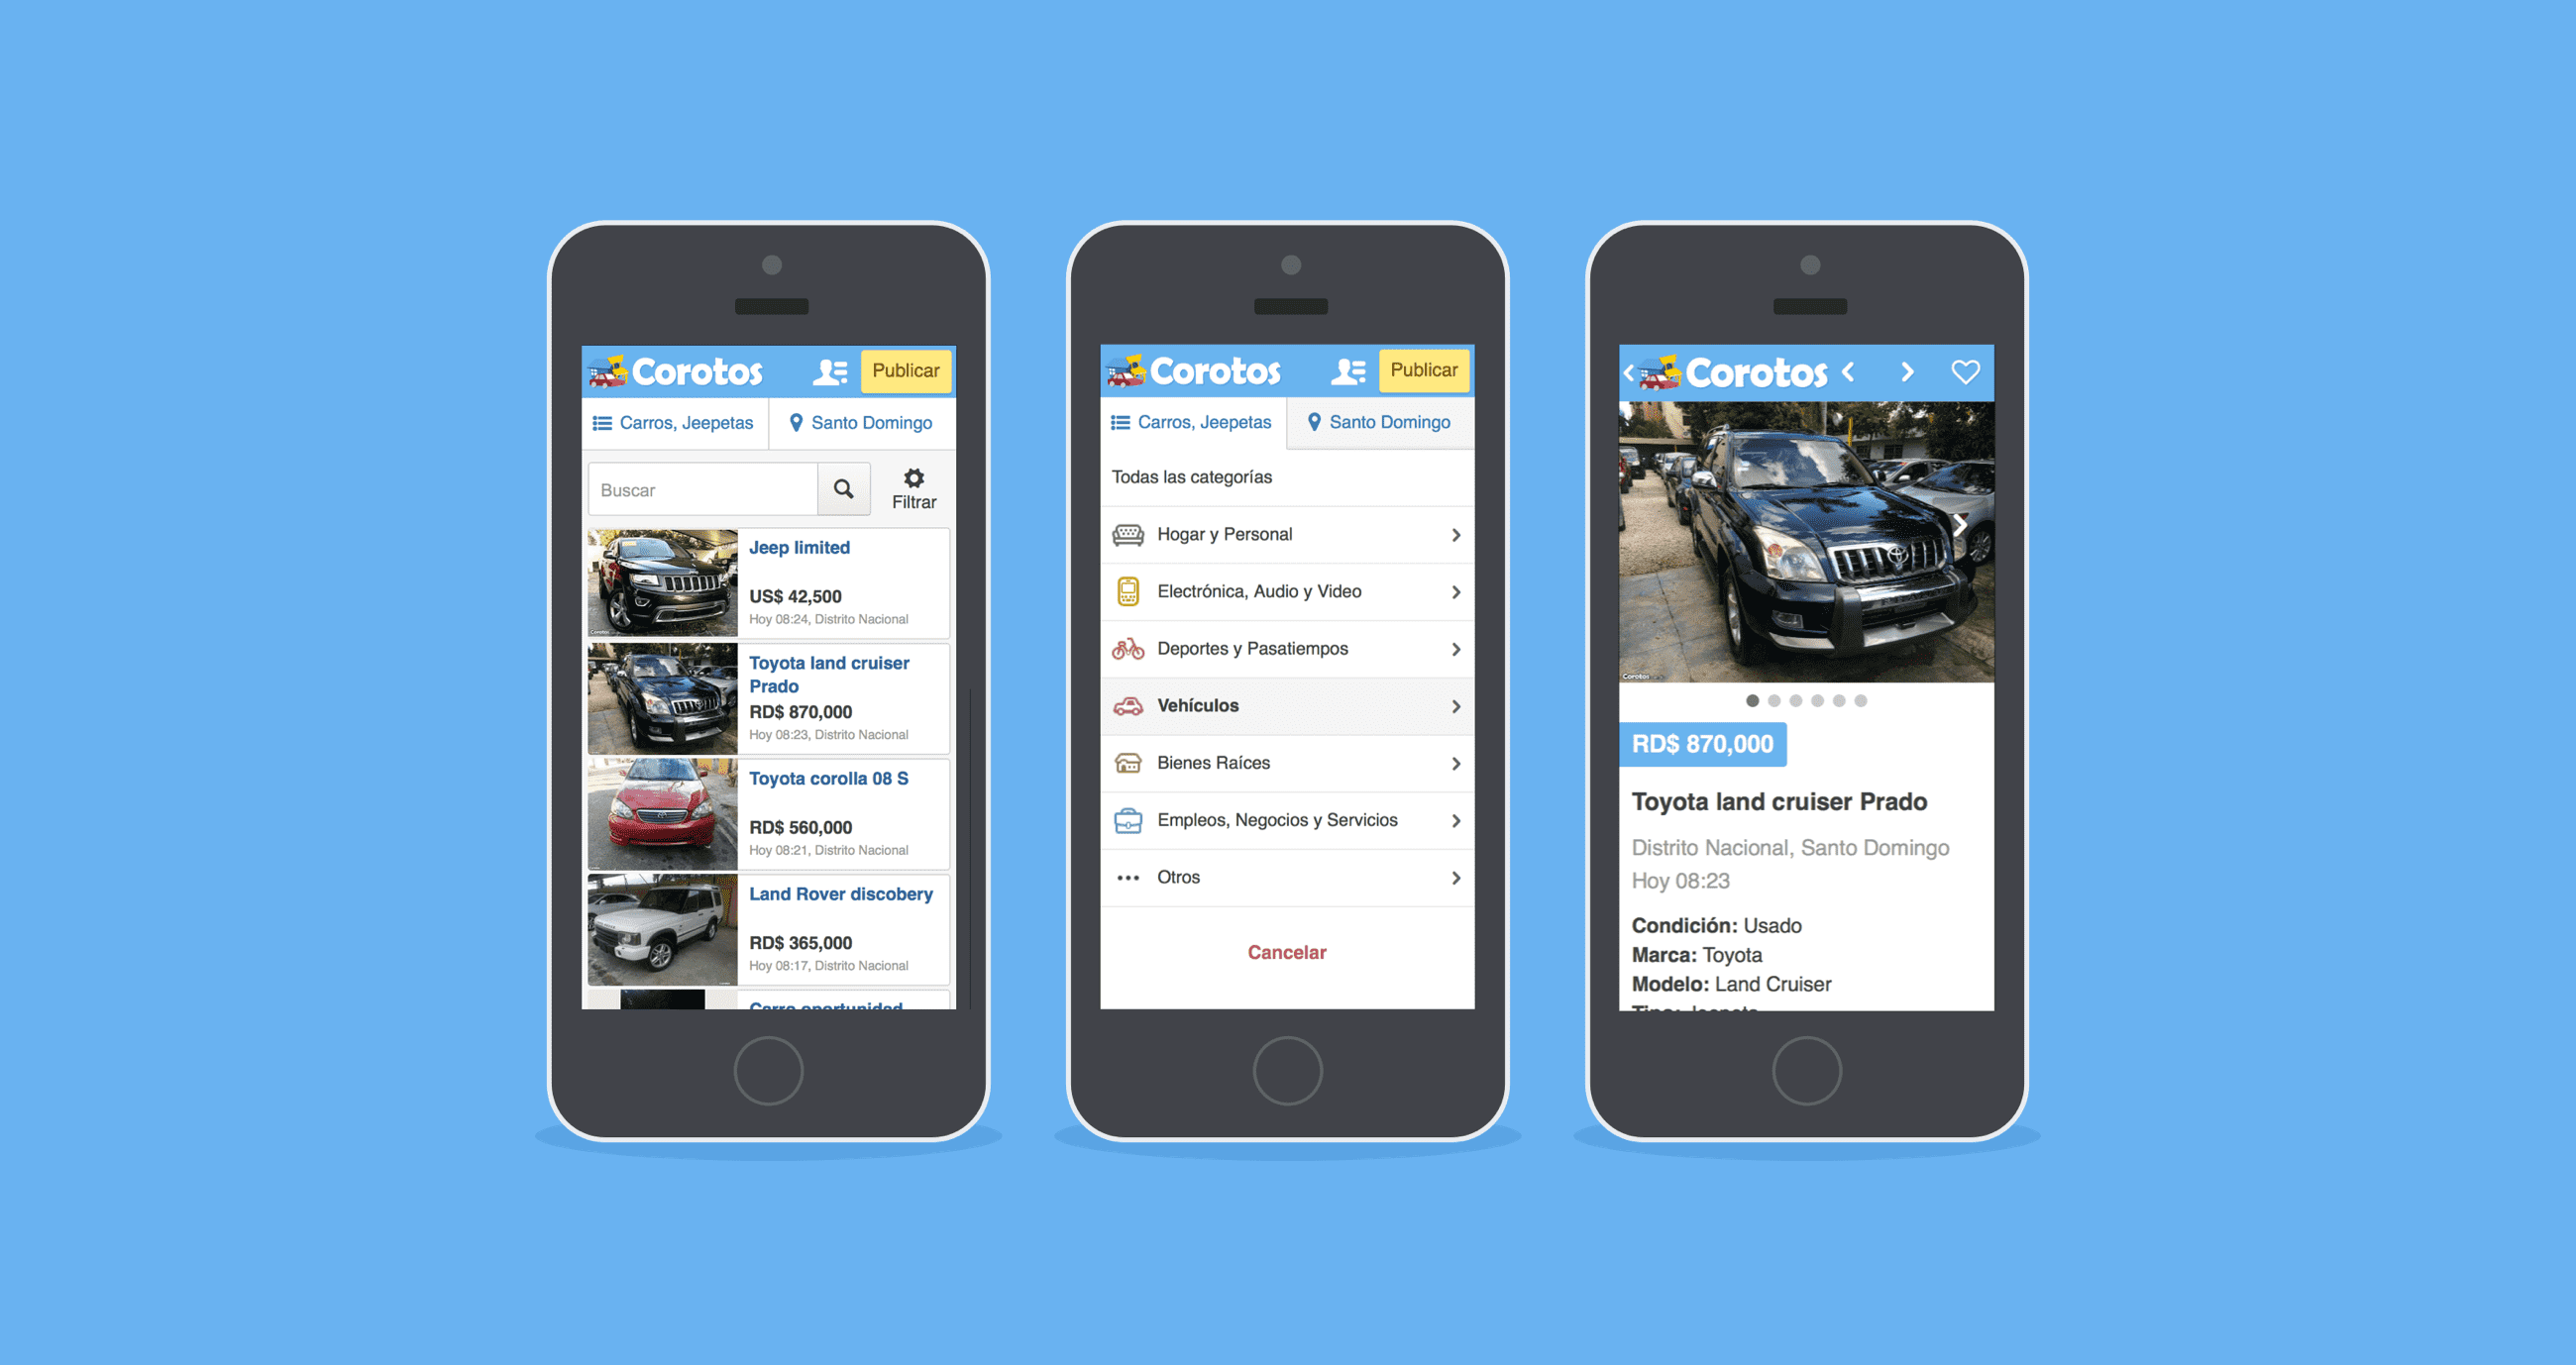 Corotos
Publicar
Carros, Jeepetas
Santo Domingo
Buscar
Filtrar
Jeep limited
US$ 42,500
Hoy 08:24, Distrito Nacional
Toyota land cruiser
Prado
RD$ 870,000
Hoy 08:23, Distrito Nacional
Toyota corolla 08 S
RD$ 560,000
Hoy 08:21, Distrito Nacional
Land Rover discobery
RD$ 365,000
Hoy 08:17, Distrito Nacional
Carro oportunidad
Corotos
Publicar
Carros, Jeepetas
Santo Domingo
Todas las categorías
Hogar y Personal
Electrónica, Audio y Video
Deportes y Pasatiempos
Vehículos
Bienes Raíces
Empleos, Negocios y Servicios
Otros
Cancelar
Corotos
Corotos
RD$ 870,000
Toyota land cruiser Prado
Distrito Nacional, Santo Domingo
Hoy 08:23
Condición: Usado
Marca: Toyota
Modelo: Land Cruiser
Tipo: Jeepeta